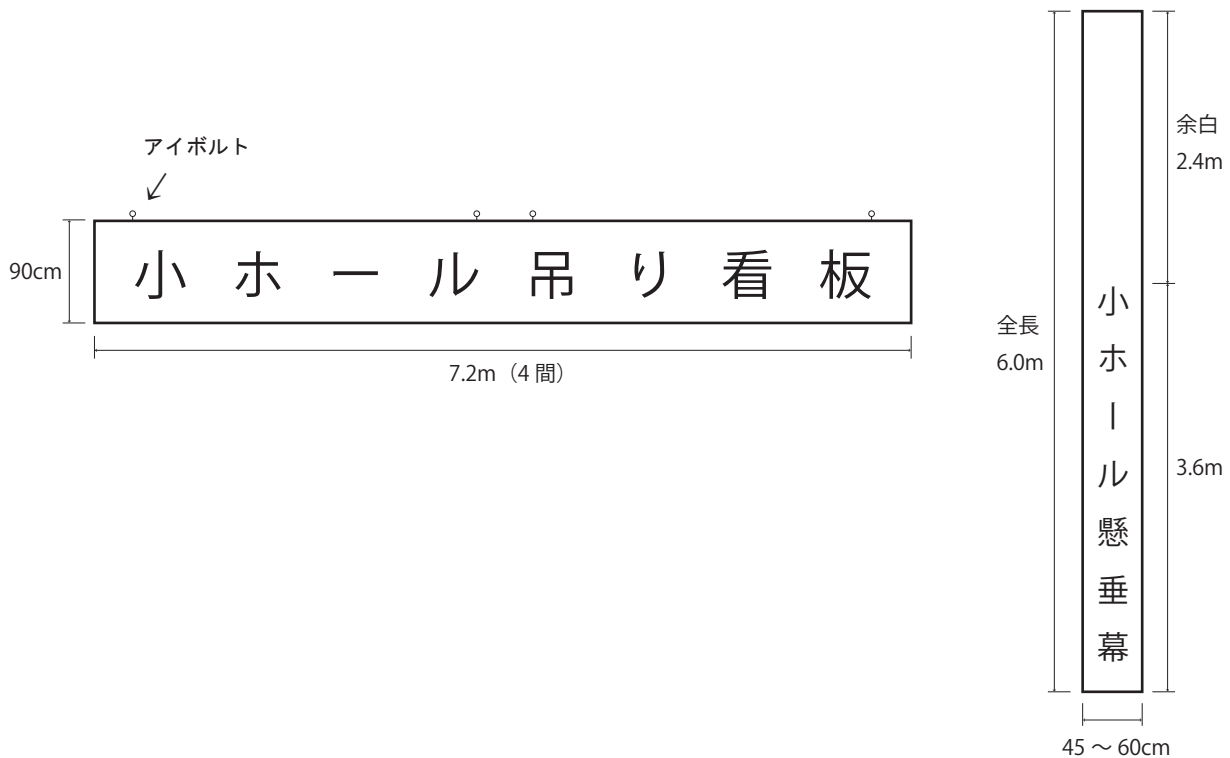 アイボルト
90cm
小ホール吊り看板
7.2m（4 間）
余白
2.4m
全長
6.0m
小ホール懸垂幕
3.6m
45 ～ 60cm